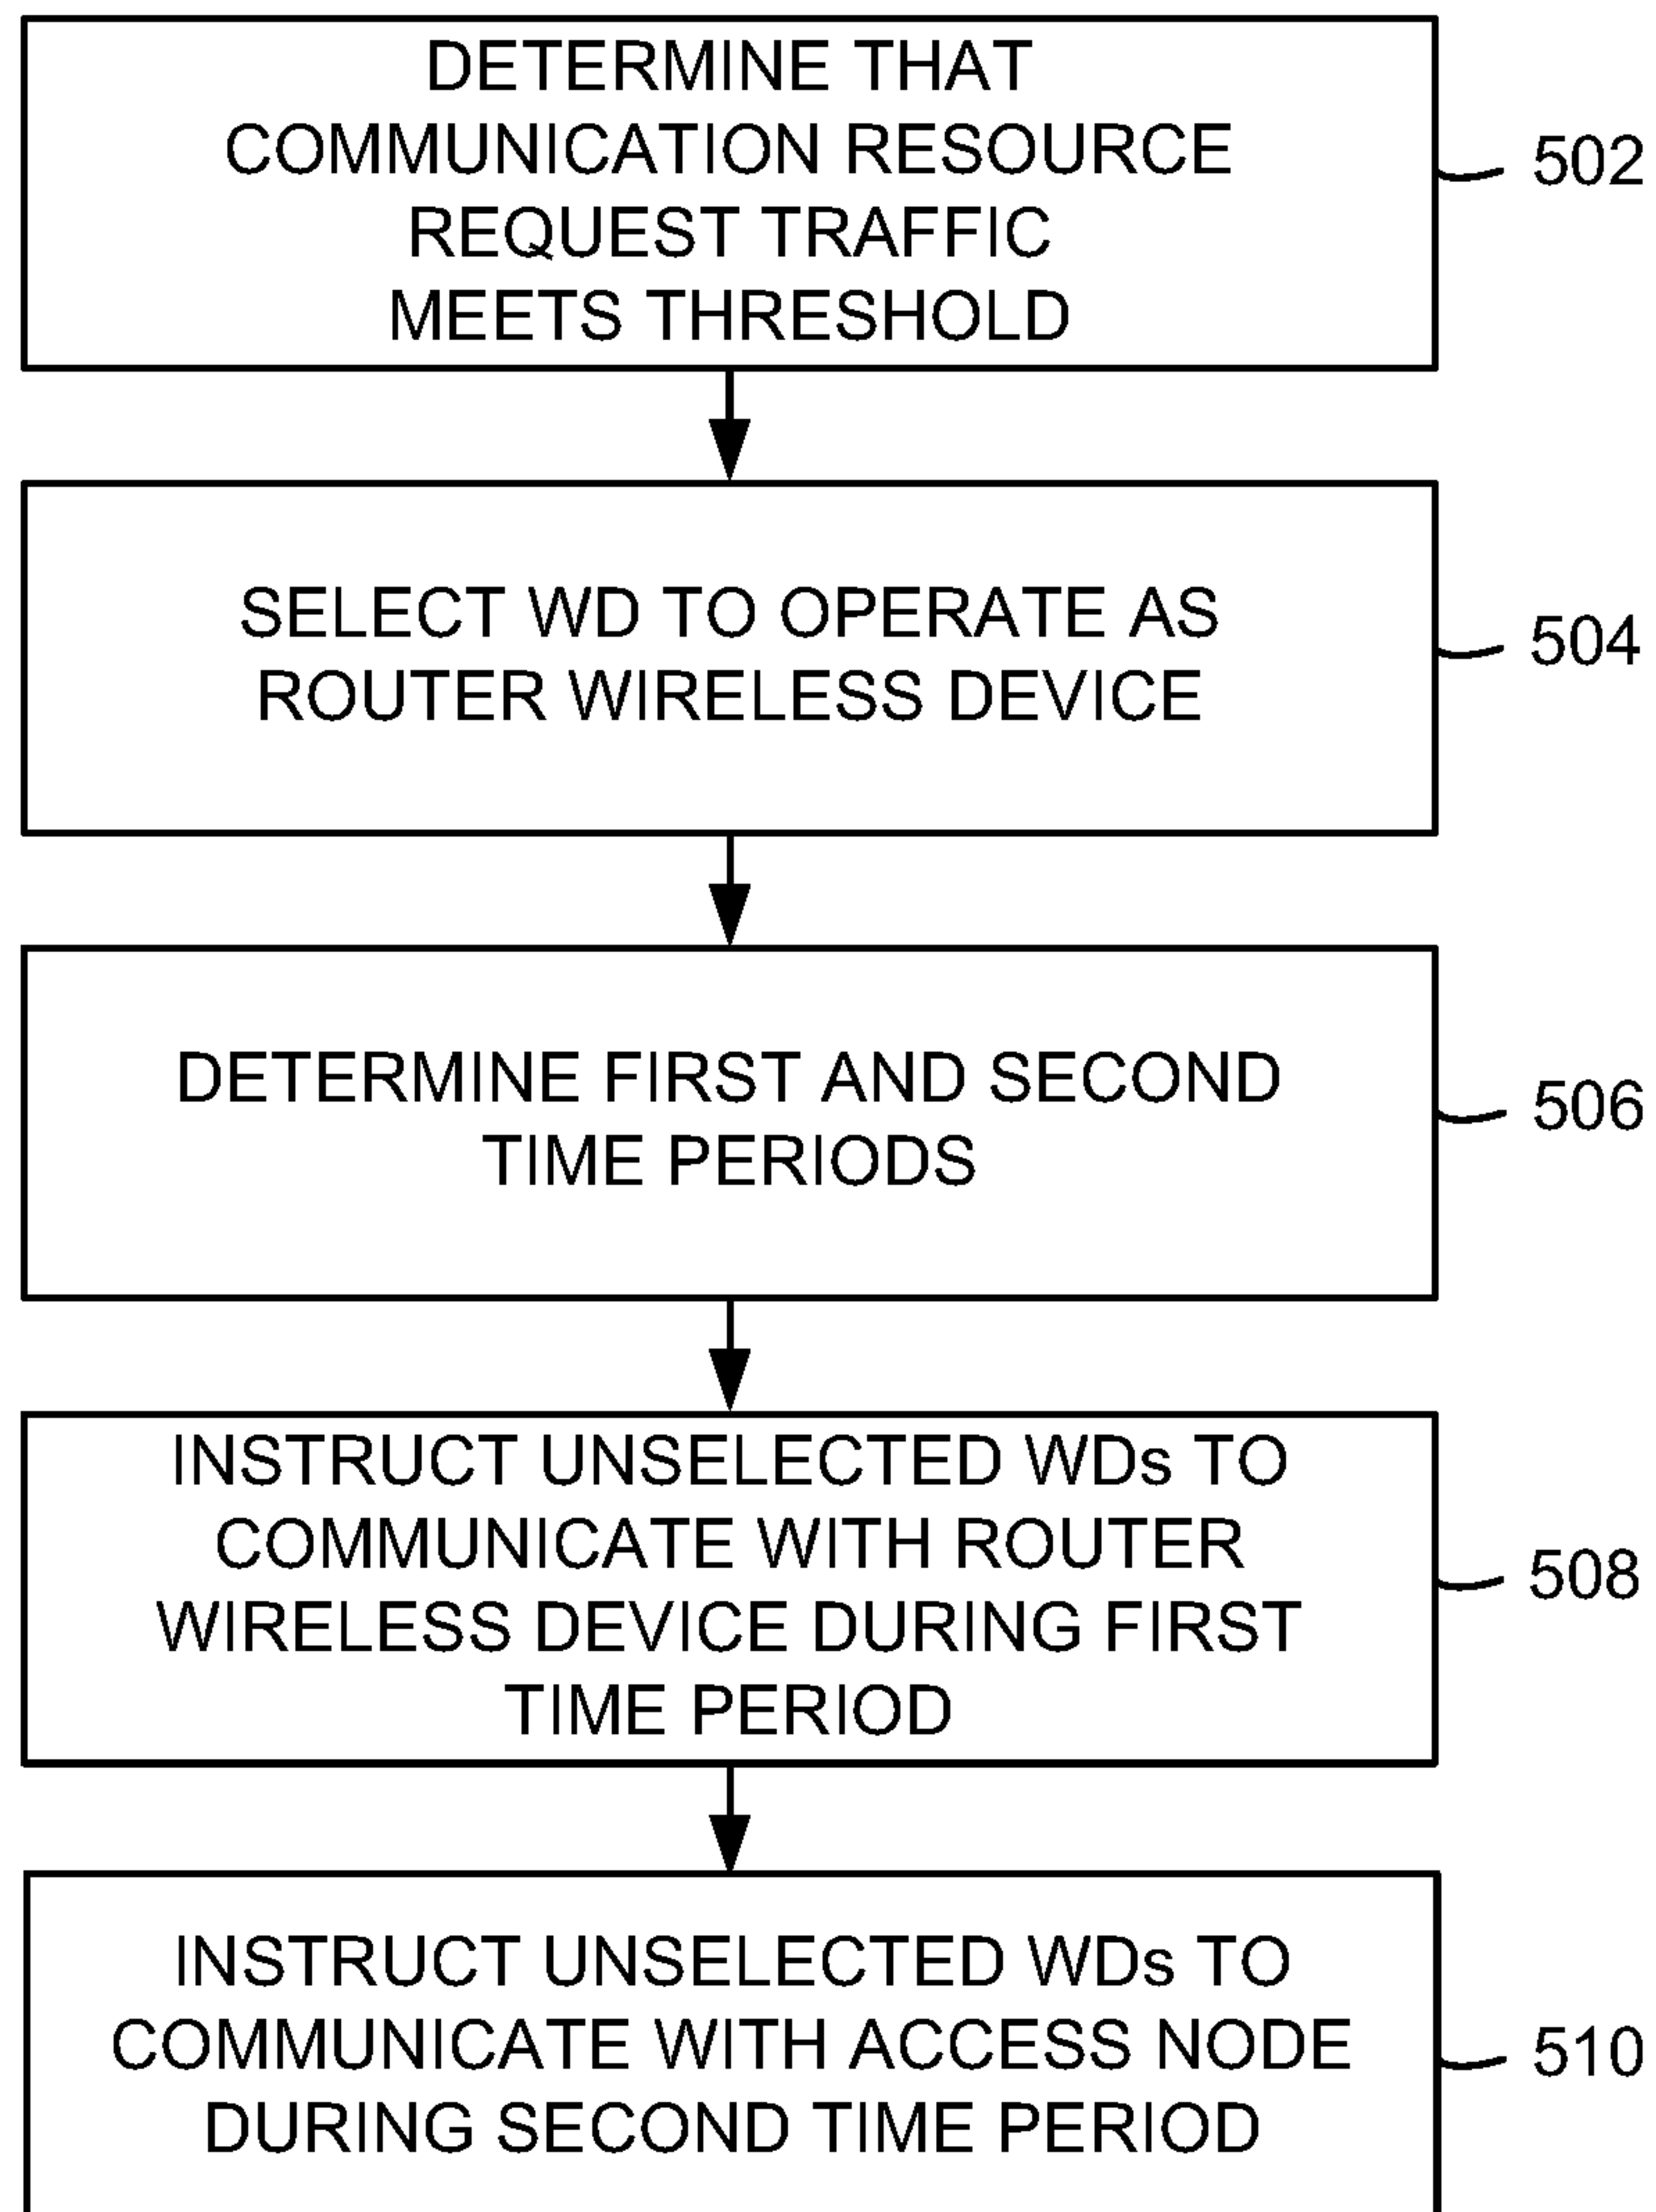 DETERMINE THAT
COMMUNICATION RESOURCE
REQUEST TRAFFIC
MEETS THRESHOLD
502
SELECT WD TO OPERATE AS
ROUTER WIRELESS DEVICE
504
DETERMINE FIRST AND SECOND
TIME PERIODS
506
INSTRUCT UNSELECTED WDs TO
COMMUNICATE WITH ROUTER
WIRELESS DEVICE DURING FIRST
TIME PERIOD
508
INSTRUCT UNSELECTED WDs TO
COMMUNICATE WITH ACCESS NODE
DURING SECOND TIME PERIOD
510